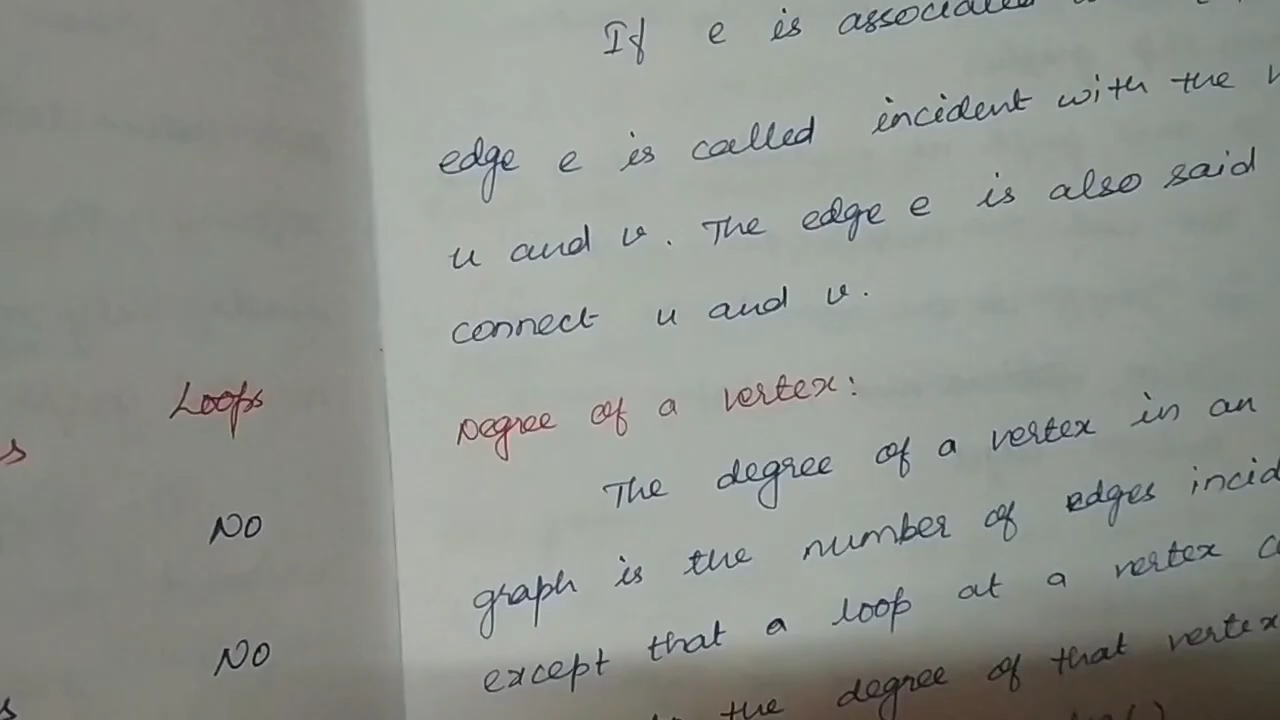 Loops
NO
NO
If e is associated
edge e is called incident with the
u and v. The edge e is also said
connect u and v.
Degree of a vertex:
The degree of a vertex in an
graph is the number of edges incid
except that a loop at a vertex
the degree of that vertex